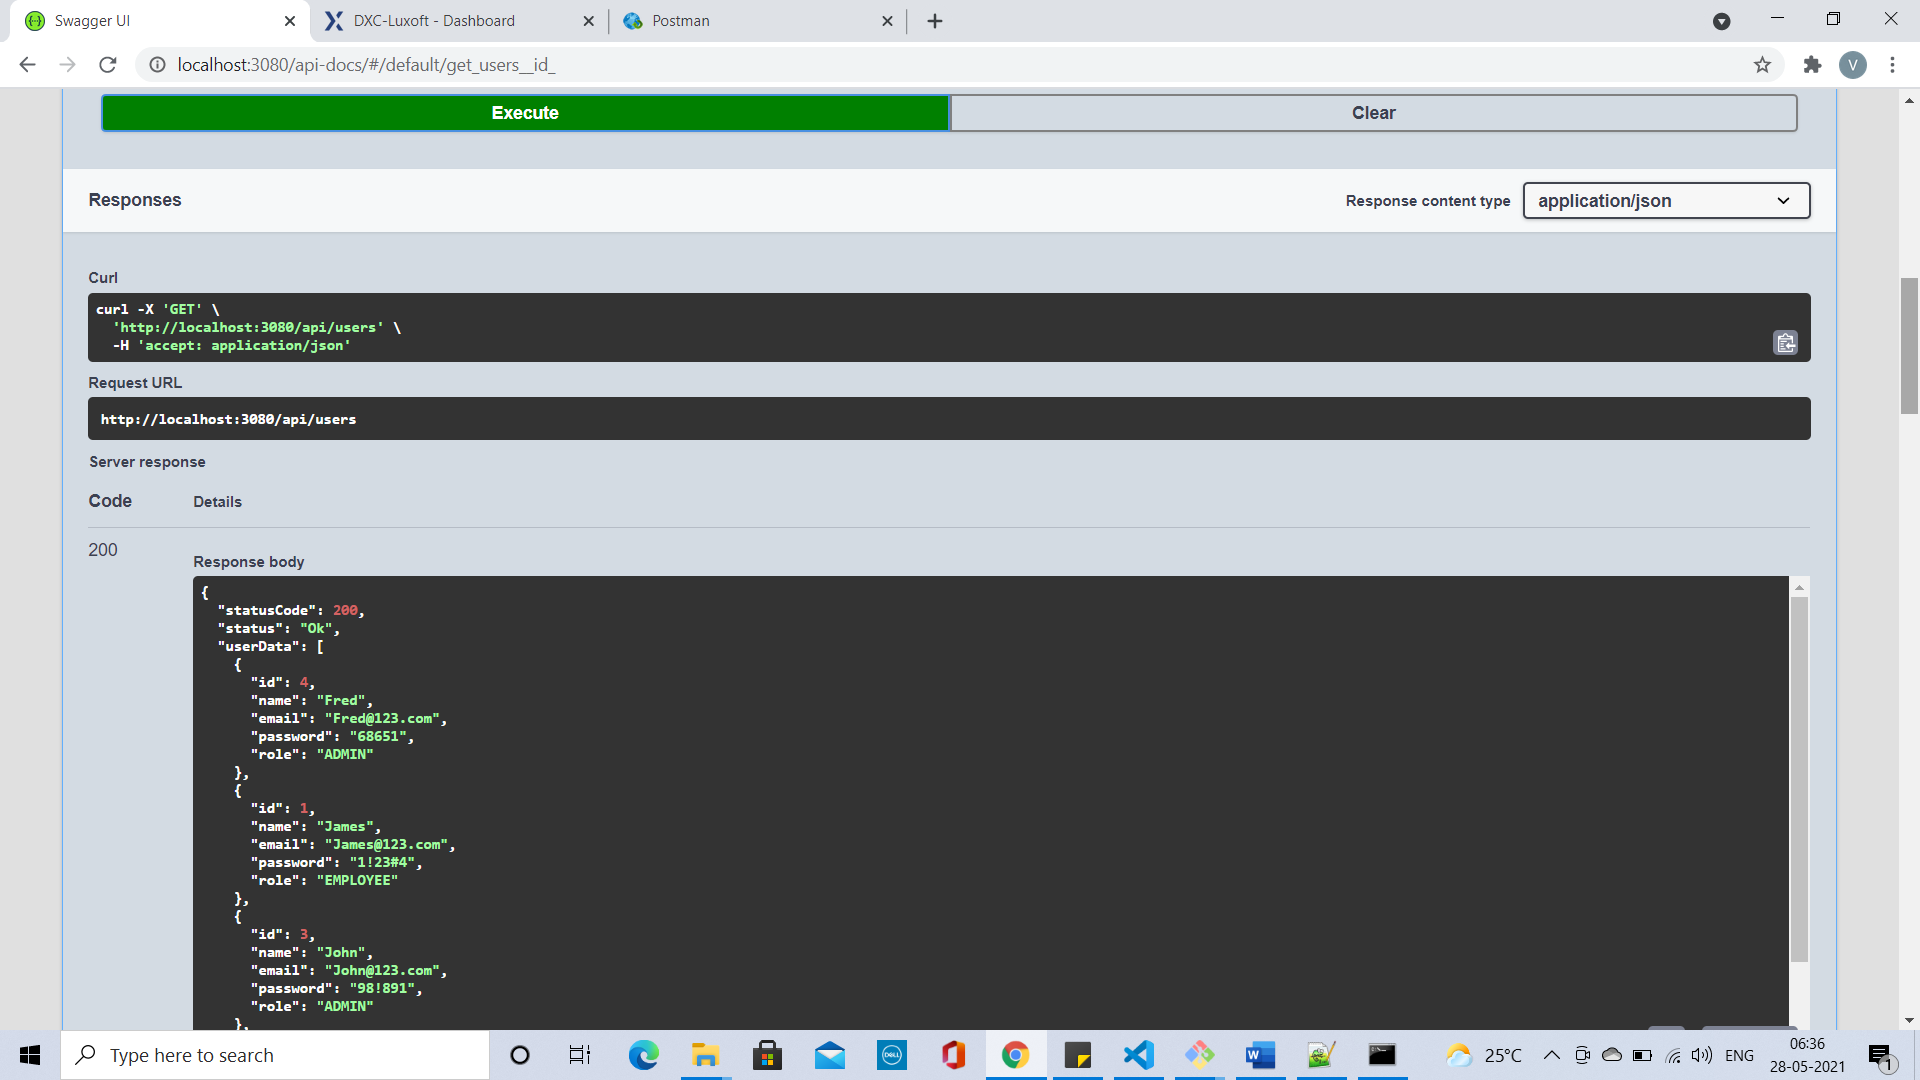 Swagger UI
DXC-Luxoft - Dashboard
Postman
localhost:3080/api-docs/#/default/get_users__id_
V
Execute
Clear
Responses
Response content type
application/json
Curl
curl -X 'GET' \
'http://localhost:3080/api/users' \
-H 'accept: application/json'
Request URL
http://localhost:3080/api/users
Server response
Code
Details
200
Response body
{
"statusCode": 200,
"status": "Ok",
"userData": [
{
"id": 4,
"name": "Fred",
"email": "Fred@123.com",
"password": "68651",
"role": "ADMIN"
},
{
"id": 1,
"name": "James",
"email": "James@123.com",
"password": "1!23#4",
"role": "EMPLOYEE"
},
{
"id": 3,
"name": "John",
"email": "John@123.com",
"password": "98!891",
"role": "ADMIN"
},
Type here to search
DELL
W
25°C
ENG
06:36
28-05-2021
1